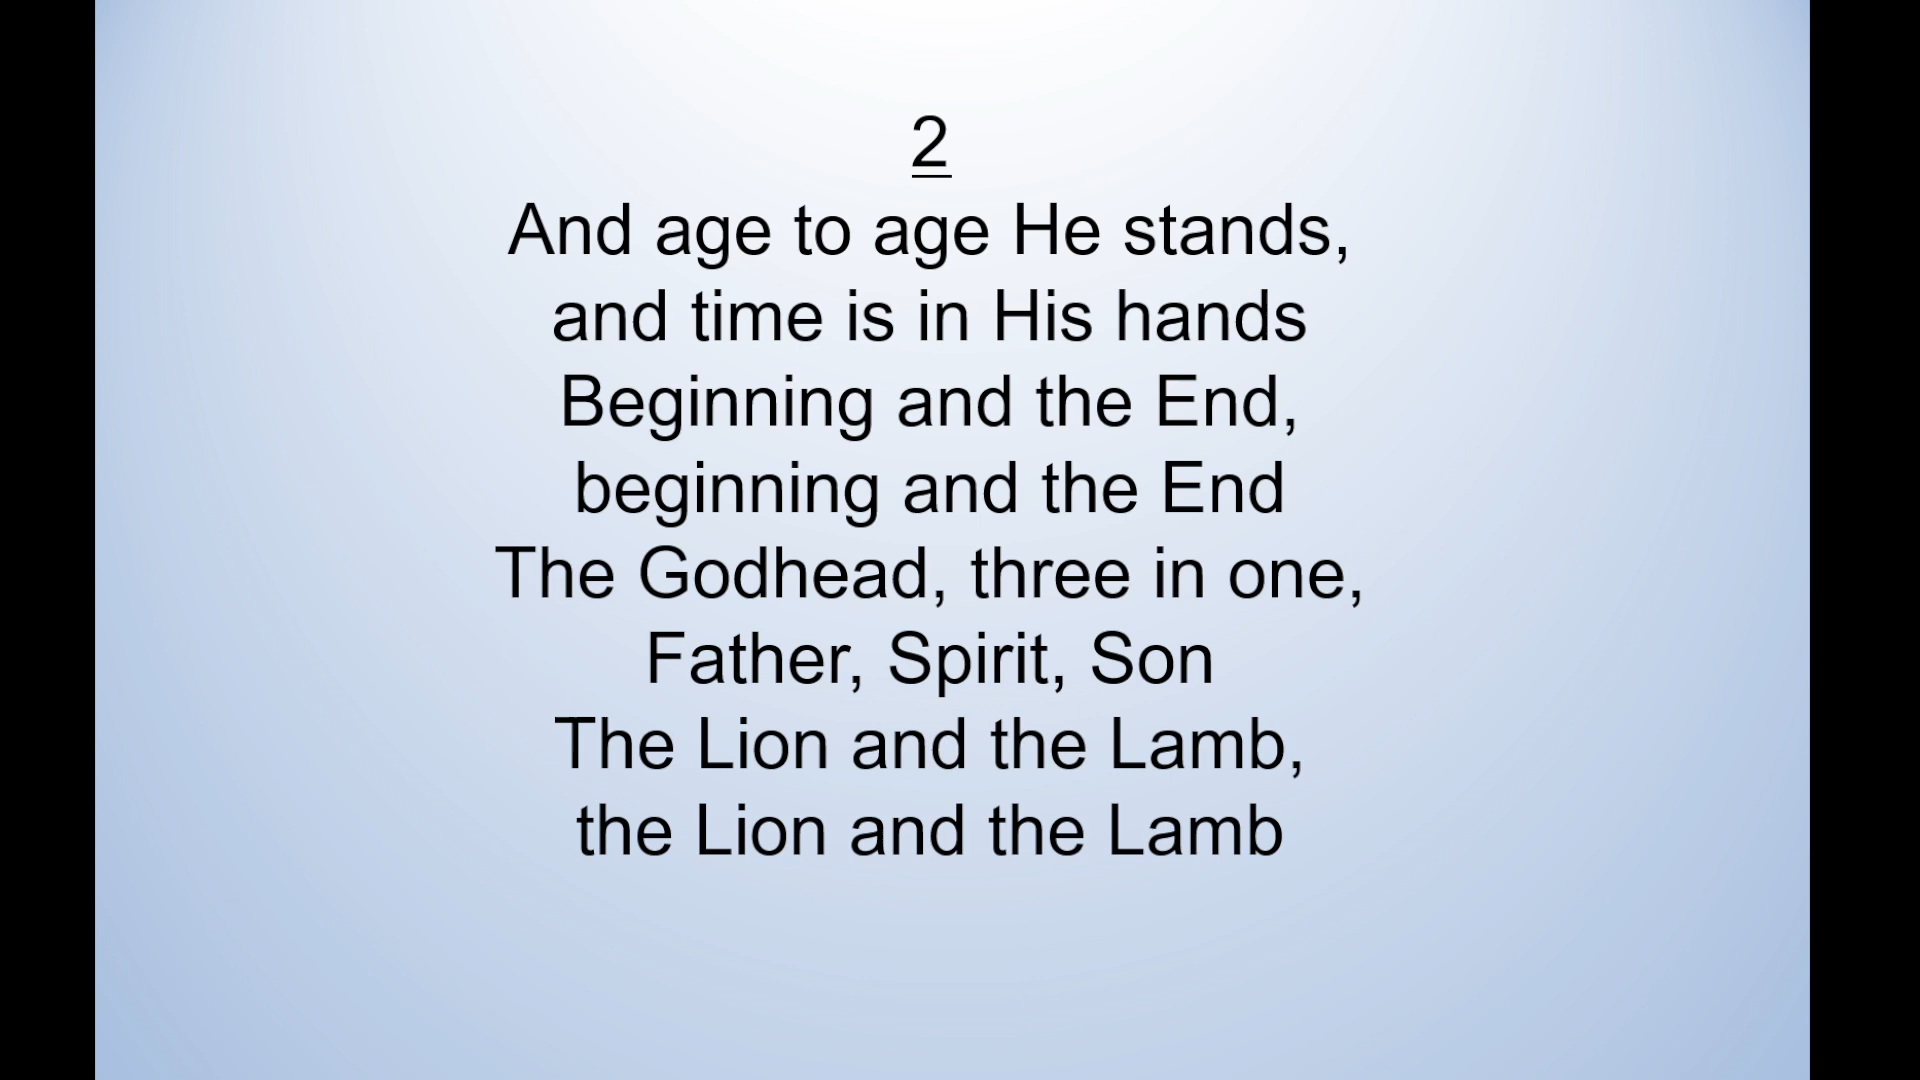 2
And age to age He stands,
and time is in His hands
Beginning and the End,
beginning and the End
The Godhead, three in one,
Father, Spirit, Son
The Lion and the Lamb,
the Lion and the Lamb